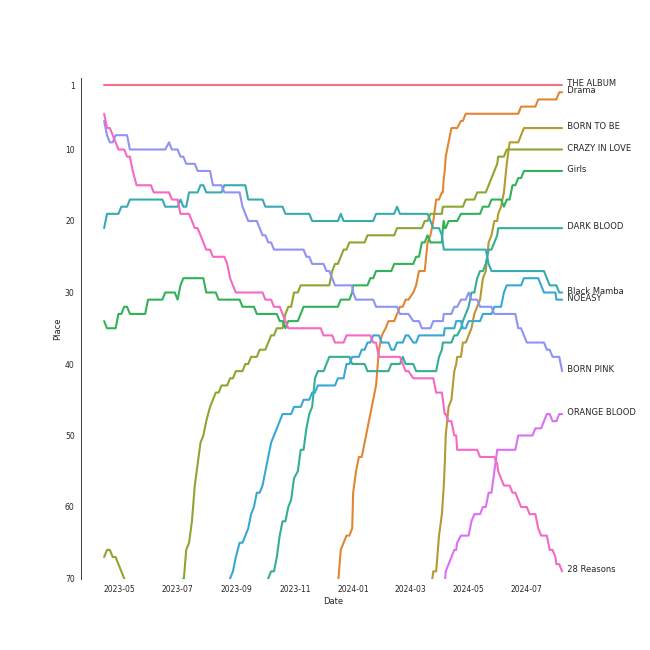 THE ALBUM
Drama
BORN TO BE
CRAZY IN LOVE
Girls
DARK BLOOD
Black Mamba
NOEASY
BORN PINK
ORANGE BLOOD
28 Reasons
1
10
20
30
40
50
60
70
Place
2023-05
2023-07
2023-09
2023-11
2024-01
2024-03
2024-05
2024-07
Date